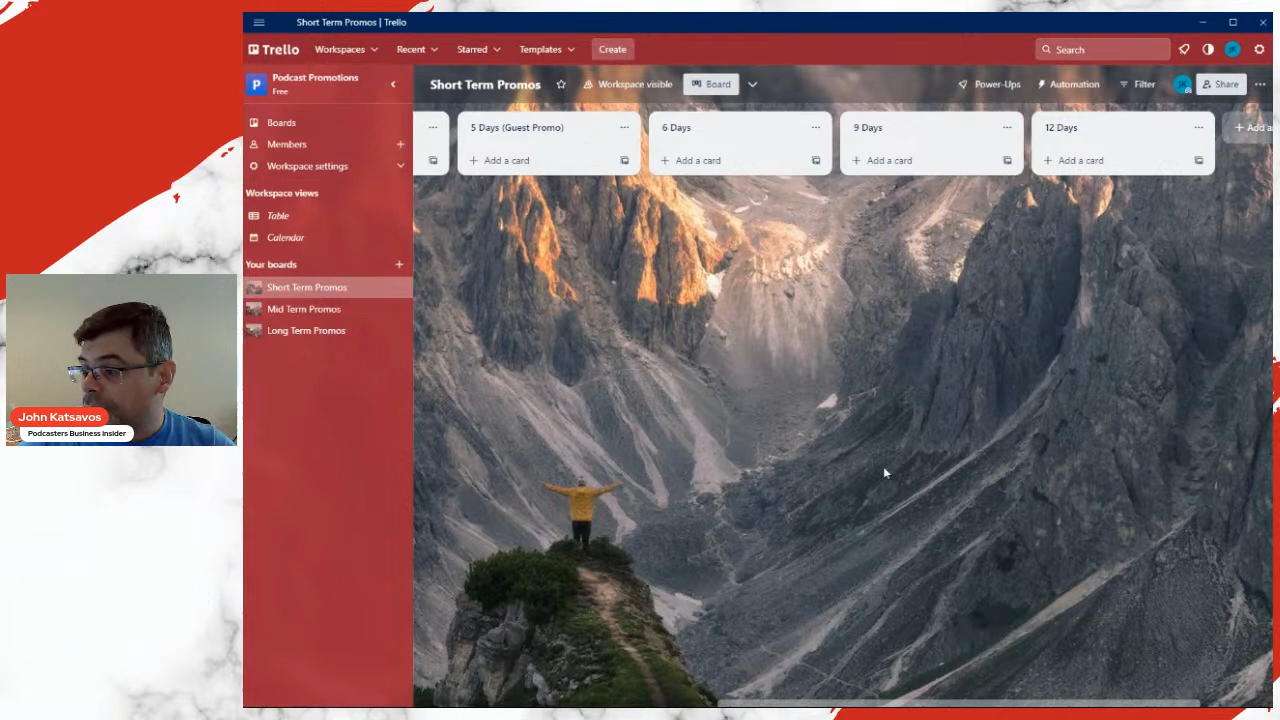 Short Term Promos | Trello
Trello
Workspaces
Recent
Starred
Templates
Create
Search
P
Podcast Promotions
Free
Short Term Promos
Workspace visible
Board
Power-Ups
Automation
Filter
Share
Boards
Members
Workspace settings
Workspace views
Table
Calendar
Your boards
Short Term Promos
Mid Term Promos
Long Term Promos
5 Days (Guest Promo)
Add a card
6 Days
Add a card
9 Days
Add a card
12 Days
Add a card
John Katsavos
Podcasters Business Insider